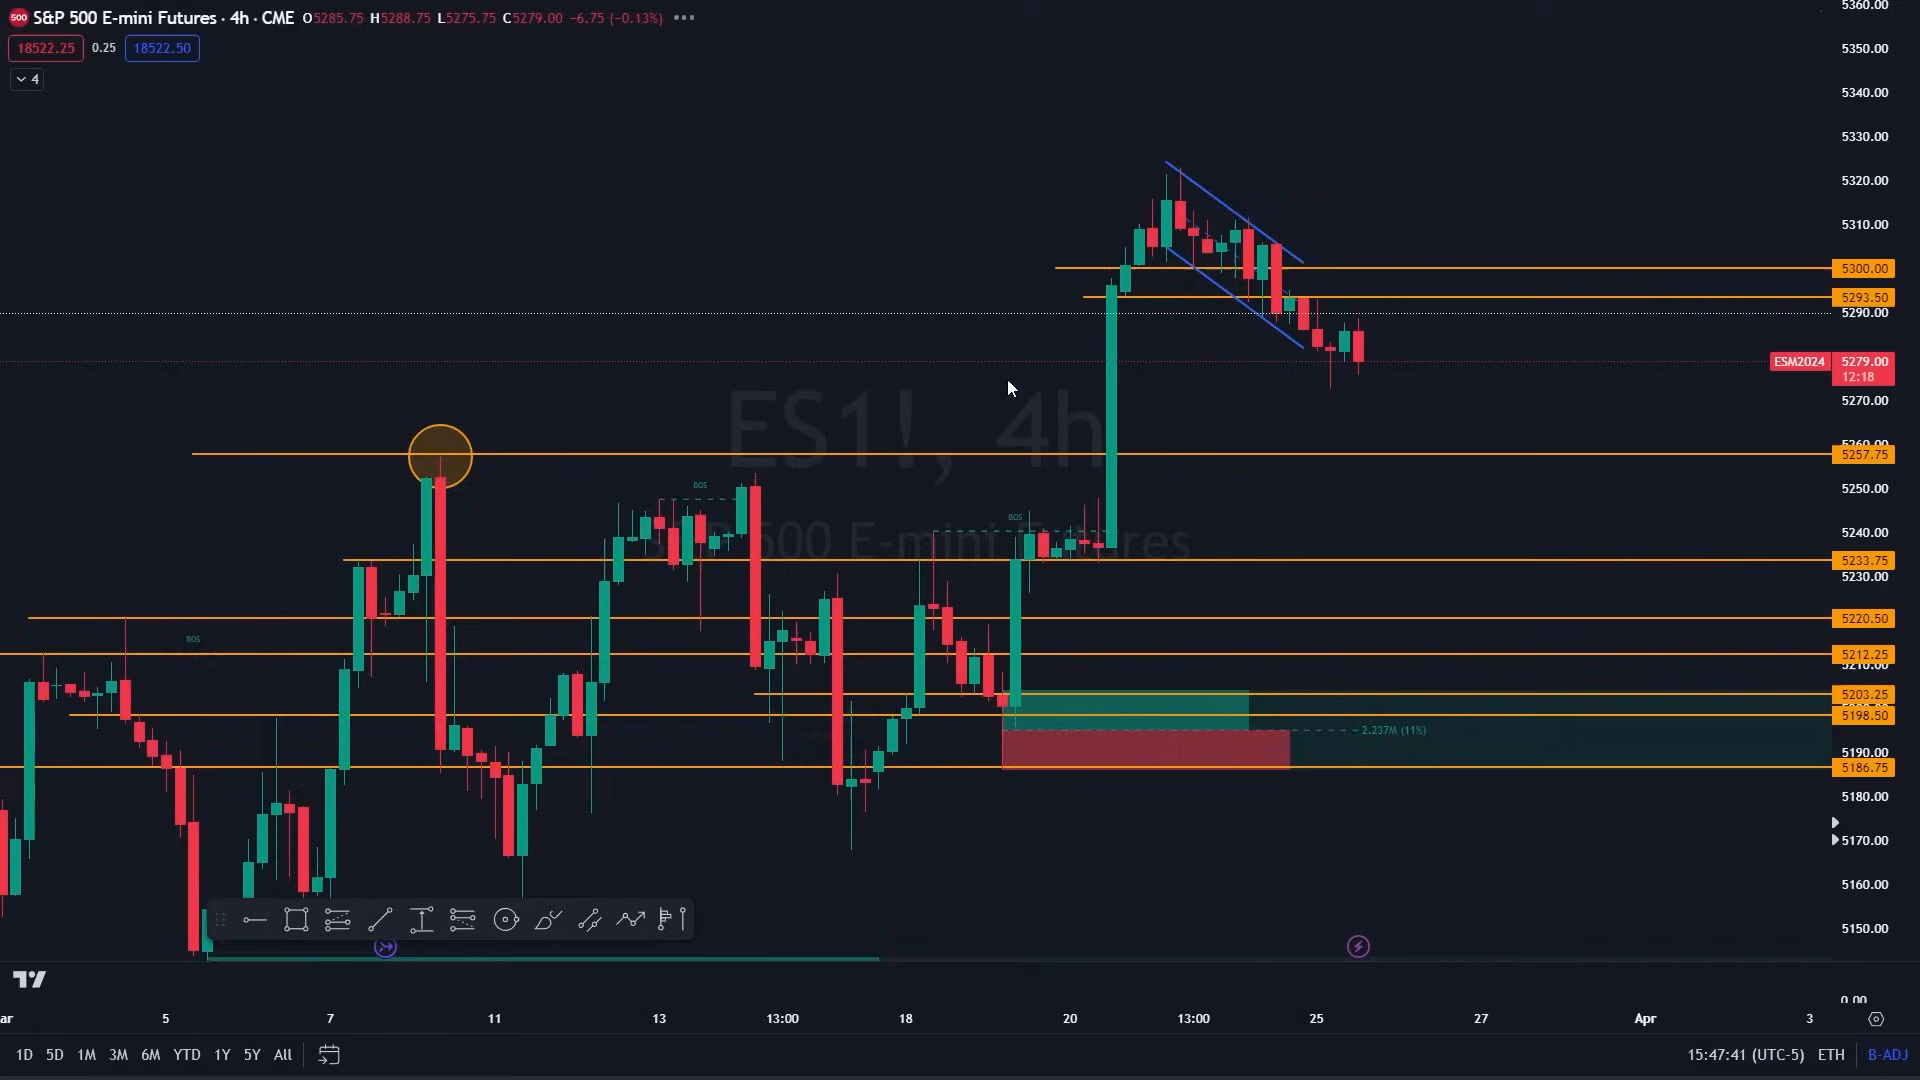 500 S&P 500 E-mini Futures · 4h · CME O5285.75 H5288.75 L5275.75 C5279.00 −6.75 (−0.13%)
18522.25 0.25 18522.50
4
5360.00
5350.00
5340.00
5330.00
5320.00
5310.00
5300.00
5293.50
5290.00
ESM2024 5279.00
12:18
5270.00
ES1!, 4h
5260.00
5257.75
BOS
5250.00
BOS
5240.00
S&P 500 E-mini Futures
5233.75
5230.00
5220.50
BOS
5212.25
5210.00
5203.25
5198.50
2.237M (11%)
5190.00
5186.75
5180.00
5170.00
5160.00
5150.00
0.00
ar 5 7 11 13 13:00 18 20 13:00 25 27 Apr 3
1D 5D 1M 3M 6M YTD 1Y 5Y All 15:47:41 (UTC-5) ETH B-ADJ